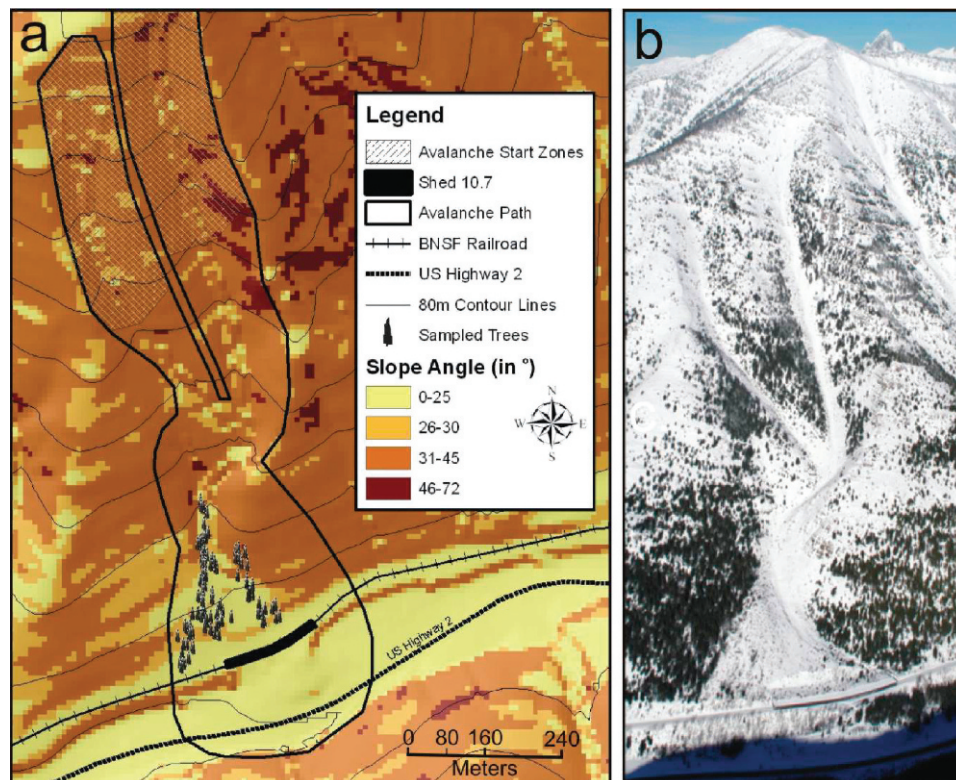 a
b
Legend
Avalanche Start Zones
Shed 10.7
Avalanche Path
BNSF Railroad
US Highway 2
80m Contour Lines
Sampled Trees
Slope Angle (in °)
0-25
26-30
31-45
46-72
N
W E
S
US Highway 2
0 80 160 240
Meters